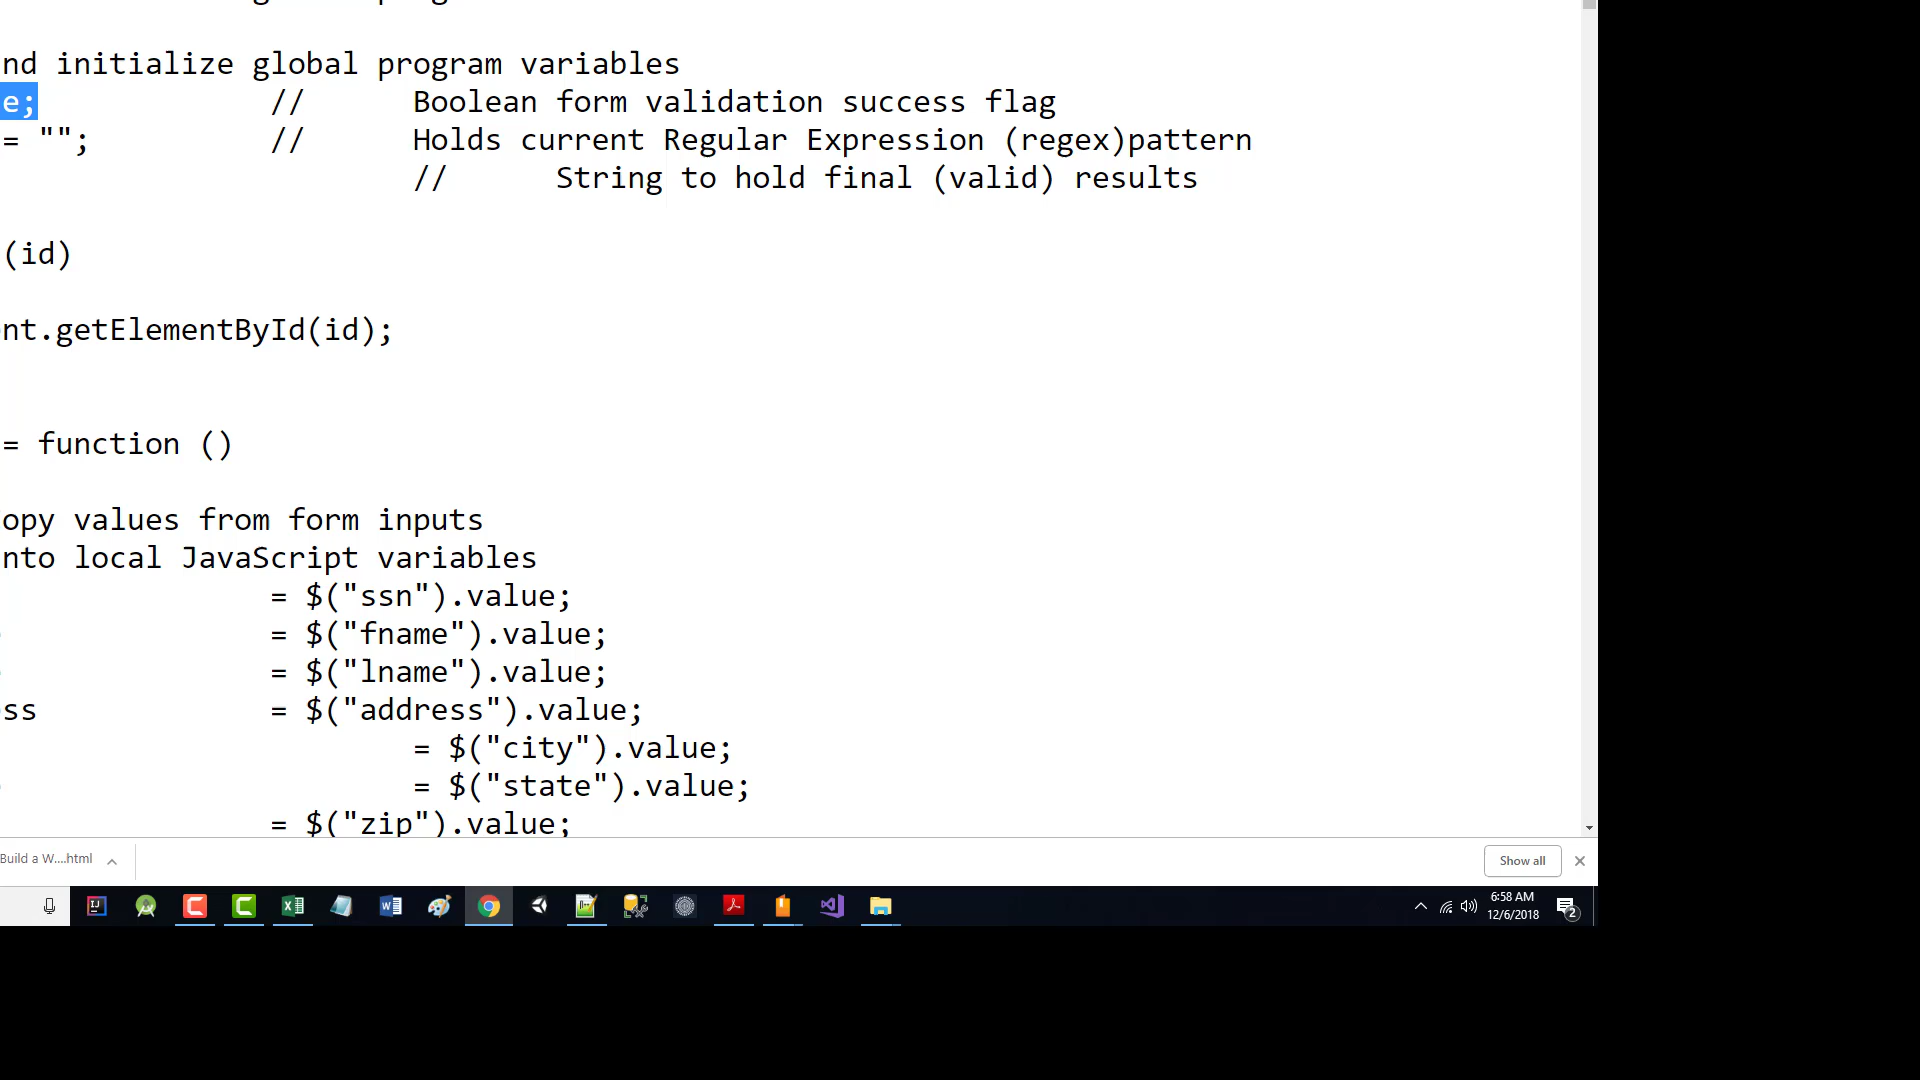 nd initialize global program variables
e; // Boolean form validation success flag
= ""; // Holds current Regular Expression (regex)pattern
// String to hold final (valid) results
(id)
nt.getElementById(id);
= function ()
opy values from form inputs
nto local JavaScript variables
= $("ssn").value;
= $("fname").value;
= $("lname").value;
ss = $("address").value;
= $("city").value;
= $("state").value;
= $("zip").value;
Build a W....html
Show all
6:58 AM
12/6/2018
2